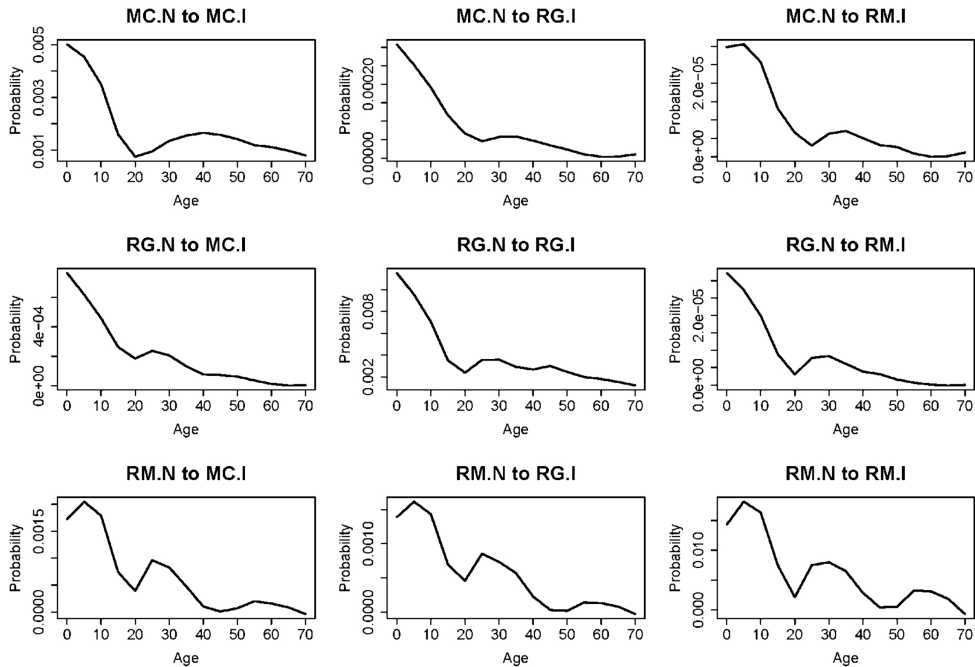 MC.N to MC.I
MC.N to RG.I
MC.N to RM.I
Probability
0.001 0.003 0.005
0 10 20 30 40 50 60 70
Age
Probability
0.00000 0.00020
0 10 20 30 40 50 60 70
Age
Probability
0.0e+00 2.0e-05
0 10 20 30 40 50 60 70
Age
RG.N to MC.I
RG.N to RG.I
RG.N to RM.I
Probability
0e+00 4e-04
0 10 20 30 40 50 60 70
Age
Probability
0.002 0.008
0 10 20 30 40 50 60 70
Age
Probability
0.0e+00 2.0e-05
0 10 20 30 40 50 60 70
Age
RM.N to MC.I
RM.N to RG.I
RM.N to RM.I
Probability
0.0000 0.0015
0 10 20 30 40 50 60 70
Age
Probability
0.0000 0.0010
0 10 20 30 40 50 60 70
Age
Probability
0.000 0.010
0 10 20 30 40 50 60 70
Age